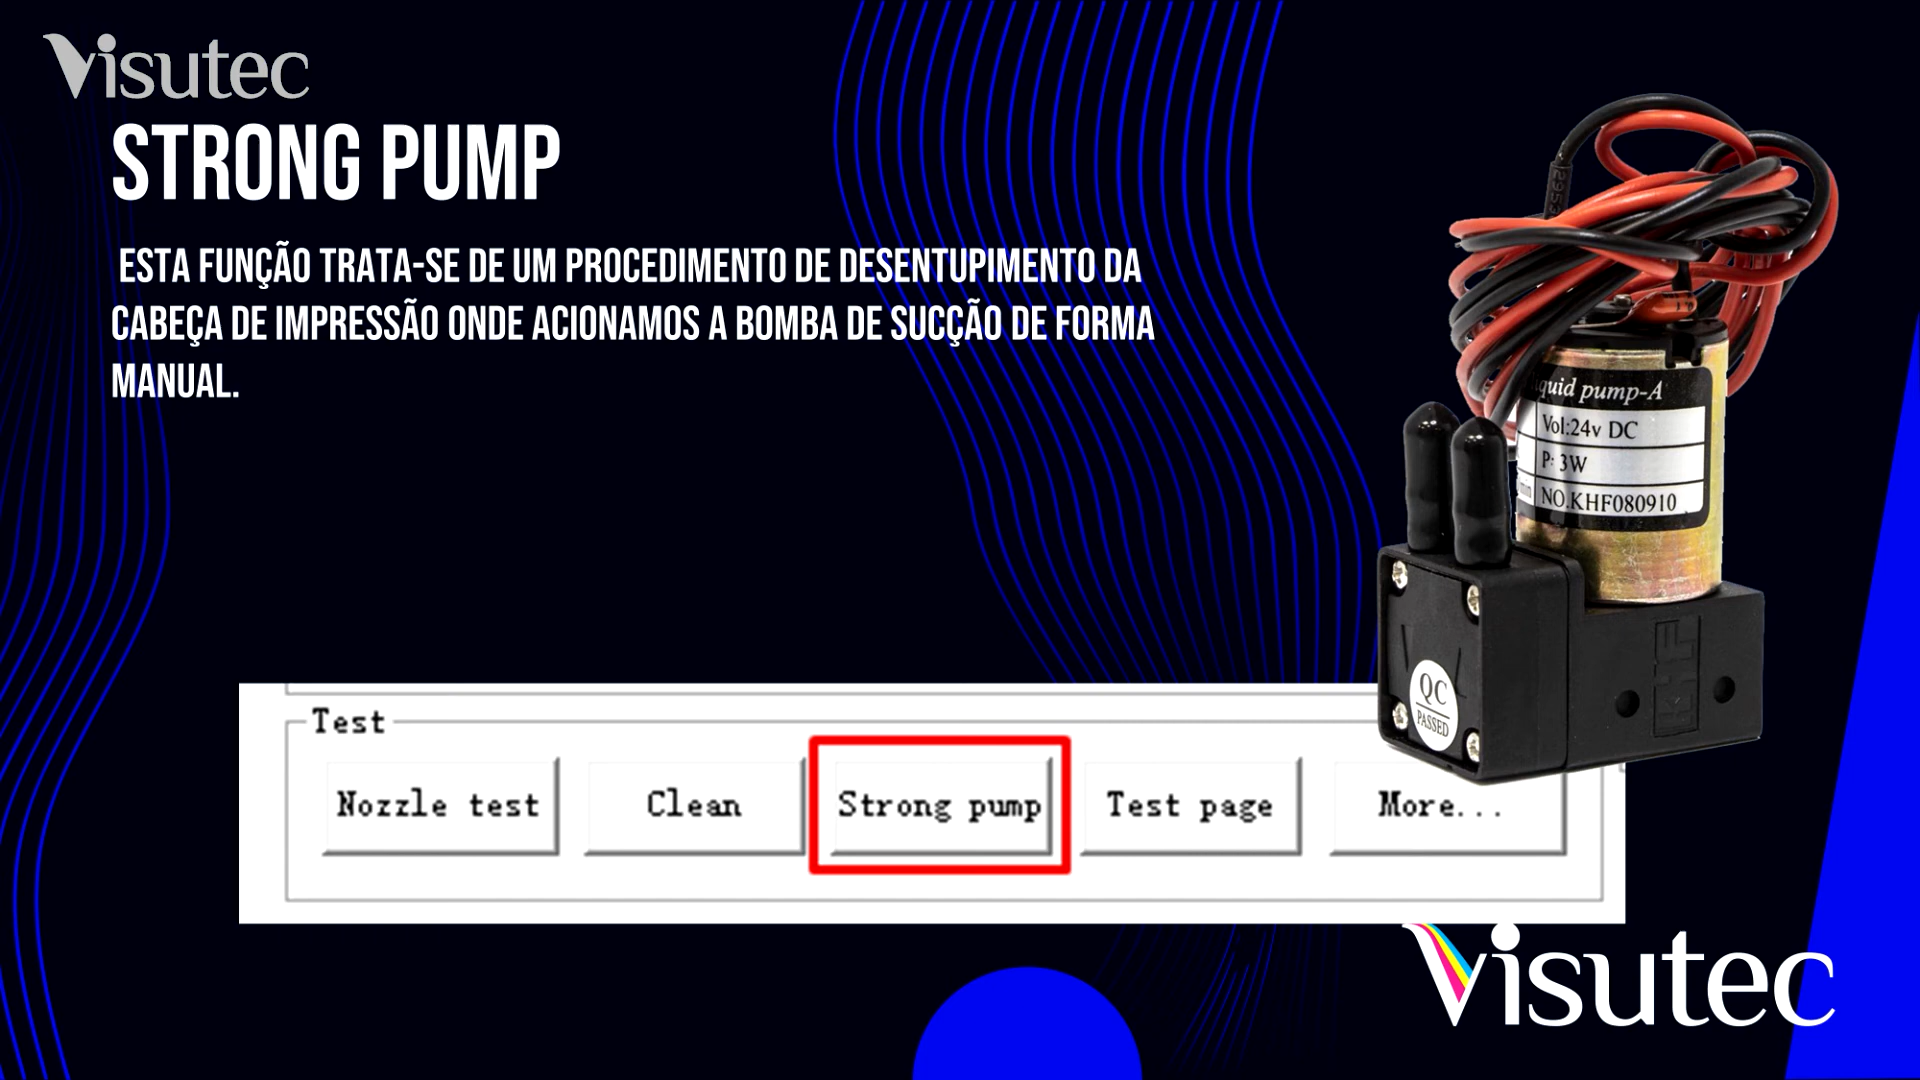 Visutec
STRONG PUMP
ESTA FUNÇÃO TRATA-SE DE UM PROCEDIMENTO DE DESENTUPIMENTO DA
CABEÇA DE IMPRESSÃO ONDE ACIONAMOS A BOMBA DE SUCÇÃO DE FORMA
MANUAL.
2953
quid pump-A
Vol:24v DC
P: 3W
NO.KHF080910
KHF
QC
PASSED
Test
Nozzle test
Clean
Strong pump
Test page
More...
Visutec